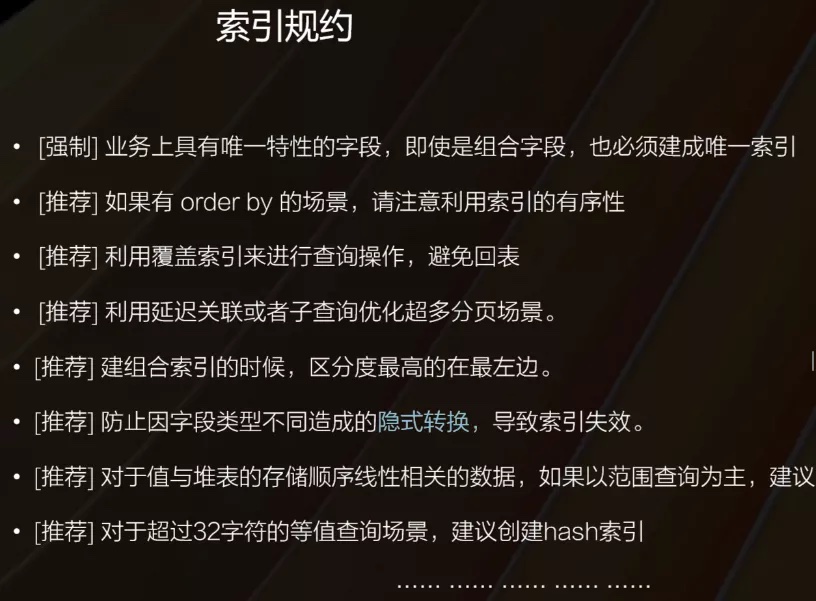 索引规约
• [强制] 业务上具有唯一特性的字段，即使是组合字段，也必须建成唯一索引
• [推荐] 如果有 order by 的场景，请注意利用索引的有序性
• [推荐] 利用覆盖索引来进行查询操作，避免回表
• [推荐] 利用延迟关联或者子查询优化超多分页场景。
• [推荐] 建组合索引的时候，区分度最高的在最左边。
• [推荐] 防止因字段类型不同造成的隐式转换，导致索引失效。
• [推荐] 对于值与堆表的存储顺序线性相关的数据，如果以范围查询为主，建议
• [推荐] 对于超过32字符的等值查询场景，建议创建hash索引
…… …… …… …… ……